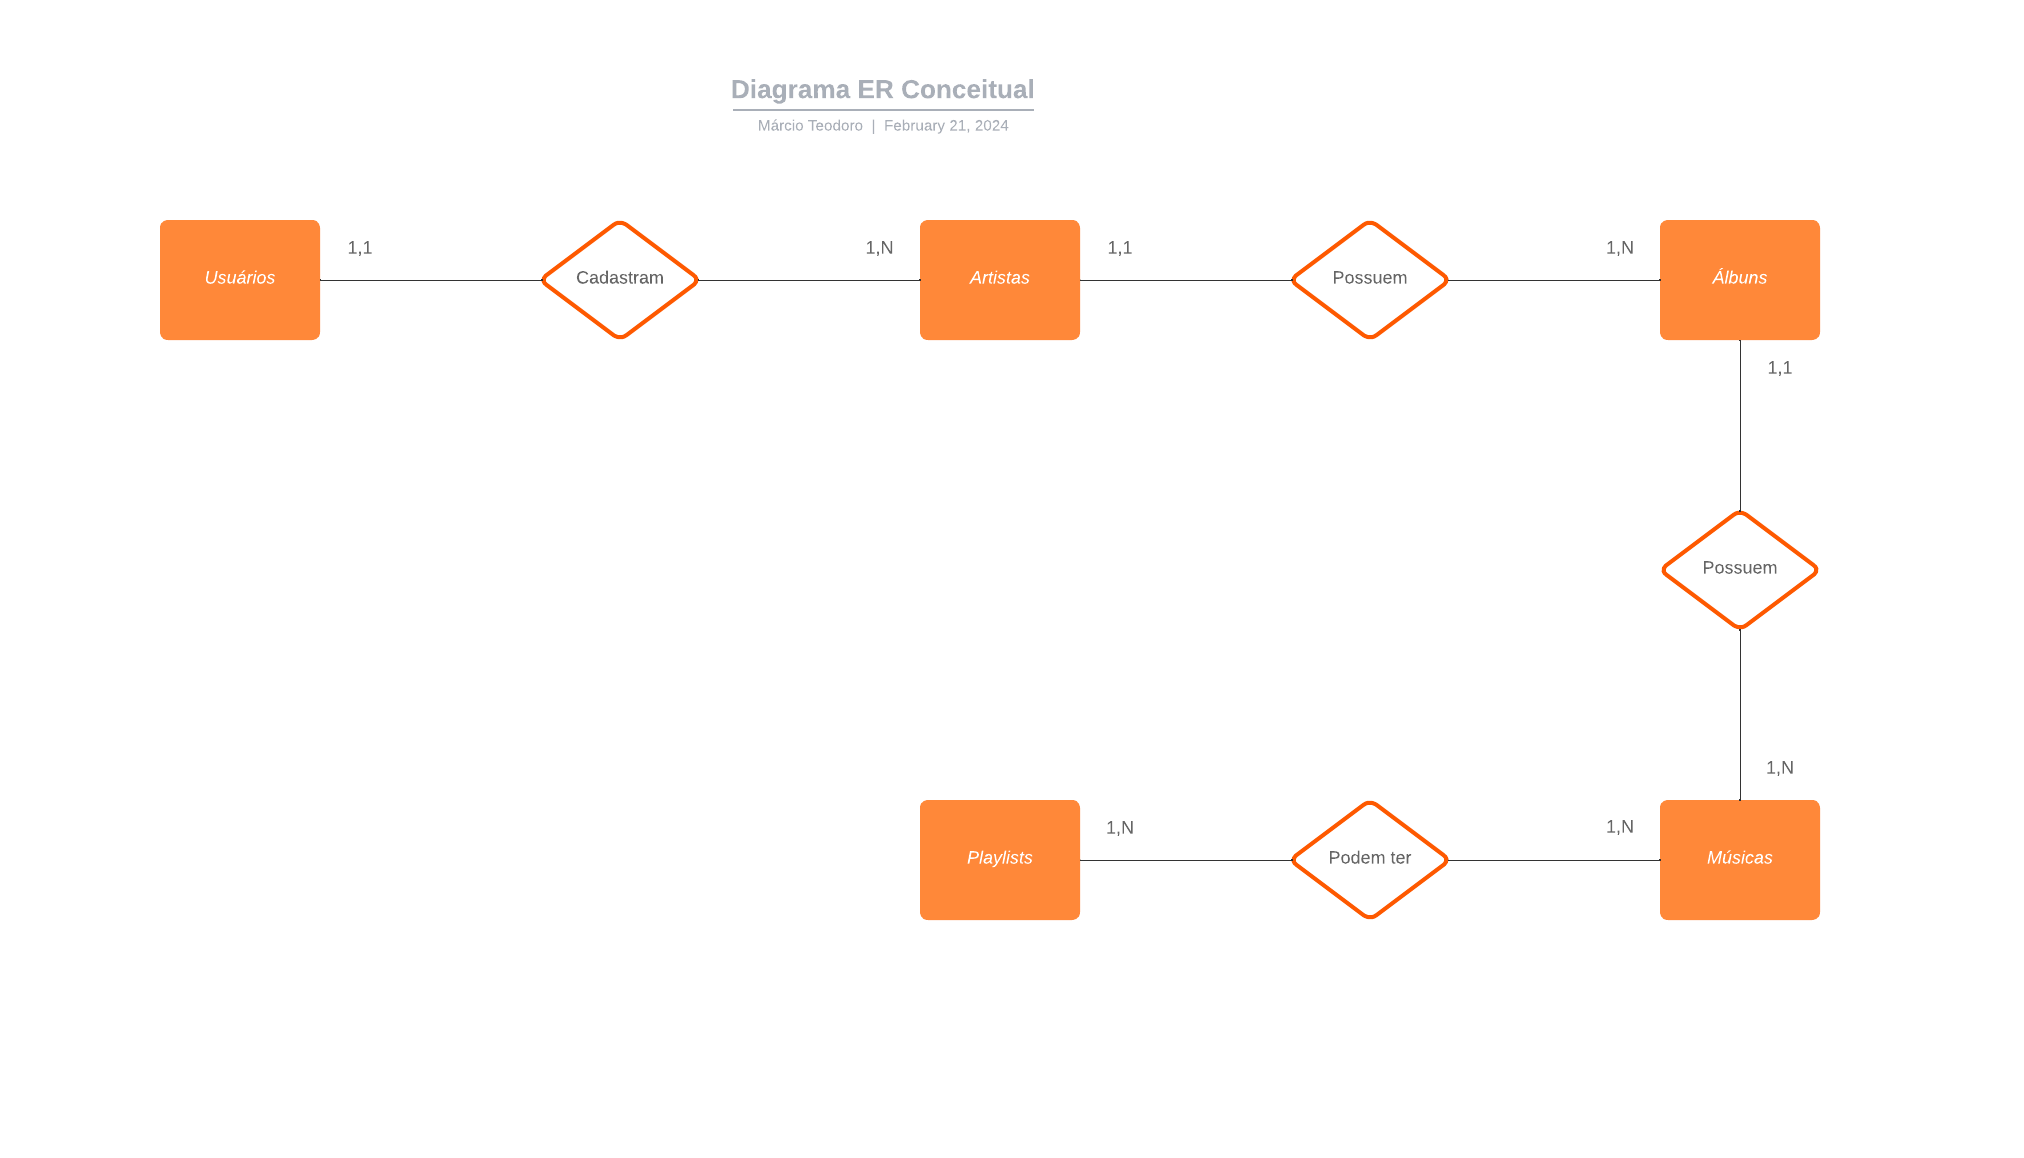 Diagrama ER Conceitual
Márcio Teodoro | February 21, 2024
Usuários
1,1
Cadastram
1,N
Artistas
1,1
Possuem
1,N
Álbuns
1,1
Possuem
1,N
Playlists
1,N
Podem ter
1,N
Músicas